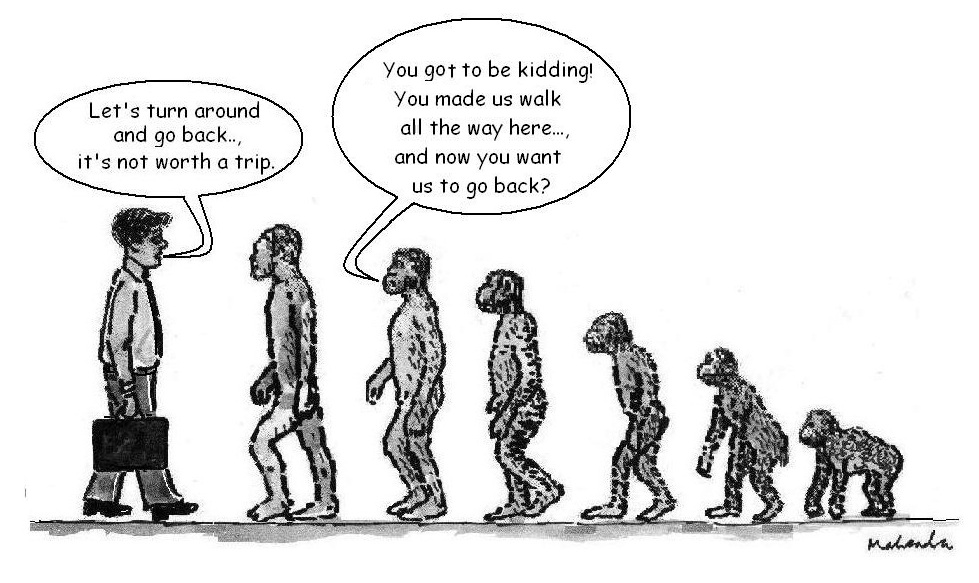 Let's turn around
and go back..,
it's not worth a trip.
You got to be kidding!
You made us walk
all the way here...,
and now you want
us to go back?